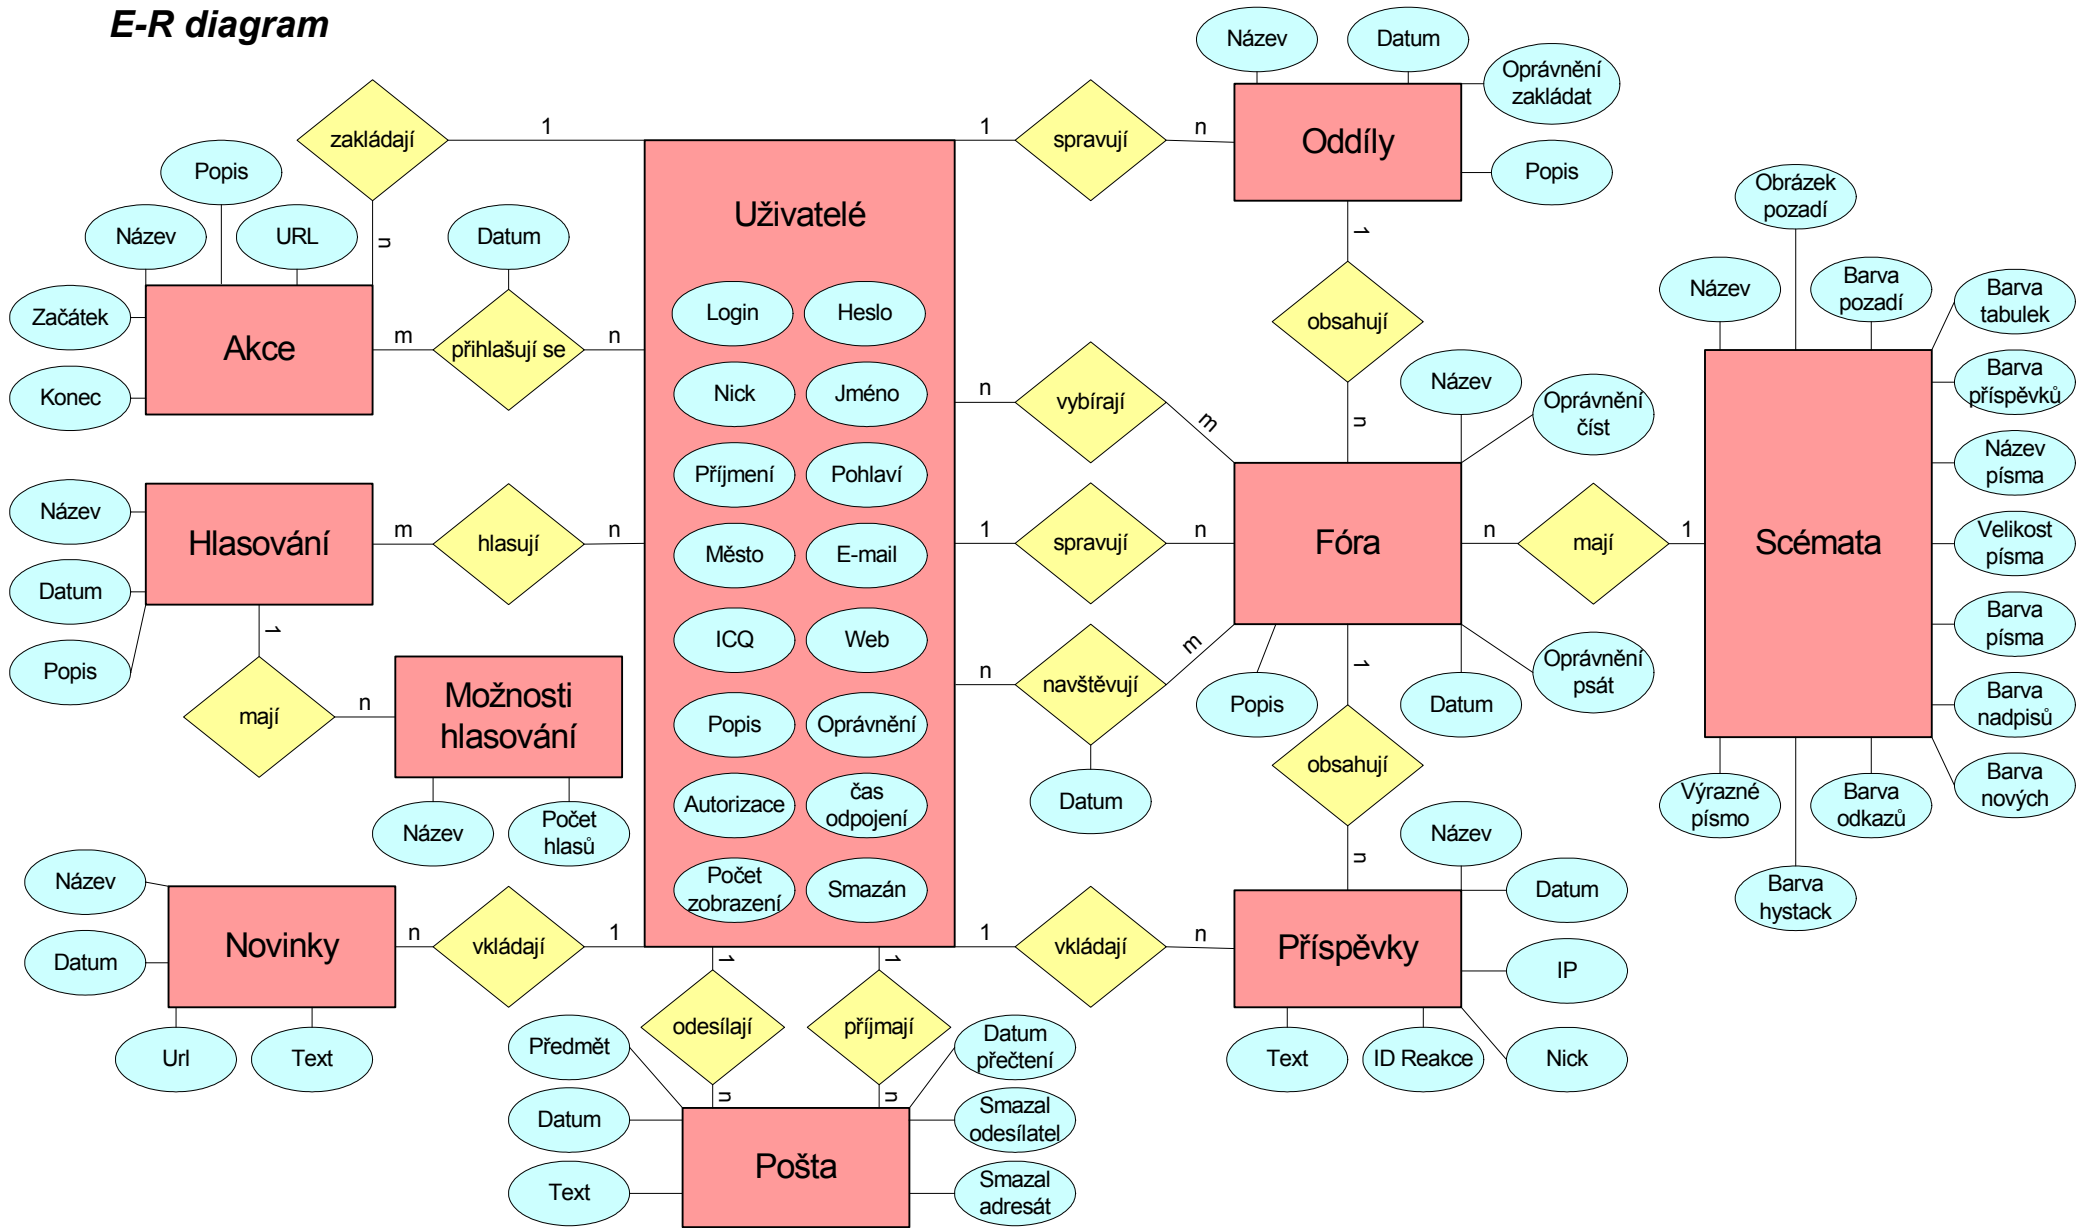 E-R diagram
Název
Datum
Oprávnění
zakládat
zakládají
1
1
spravují
n
Oddíly
Popis
Popis
Obrázek
pozadí
Uživatelé
Název
URL
n
Datum
1
Název
Barva
pozadí
Barva
tabulek
Začátek
Akce
m
přihlašují se
n
Login
Heslo
obsahují
Konec
Nick
Jméno
n
vybírají
m
n
Název
Oprávnění
číst
Barva
příspěvků
Příjmení
Pohlaví
Název
písma
Název
Hlasování
m
hlasují
n
Město
E-mail
1
spravují
n
Fóra
n
mají
1
Scémata
Velikost
písma
Datum
Barva
písma
Popis
1
ICQ
Web
n
navštěvují
m
1
Popis
Datum
Oprávnění
psát
mají
n
Možnosti
hlasování
Popis
Oprávnění
Barva
nadpisů
obsahují
Název
Počet
hlasů
Autorizace
čas
odpojení
Datum
Výrazné
písmo
Barva
odkazů
Barva
nových
Název
n
Název
Počet
zobrazení
Smazán
Datum
Barva
hystack
Datum
Novinky
n
vkládají
1
1
vkládají
n
Příspěvky
IP
1
1
Url
Text
odesílají
příjmají
Předmět
Datum
přečtení
Text
ID Reakce
Nick
n
n
Datum
Smazal
odesílatel
Pošta
Text
Smazal
adresát